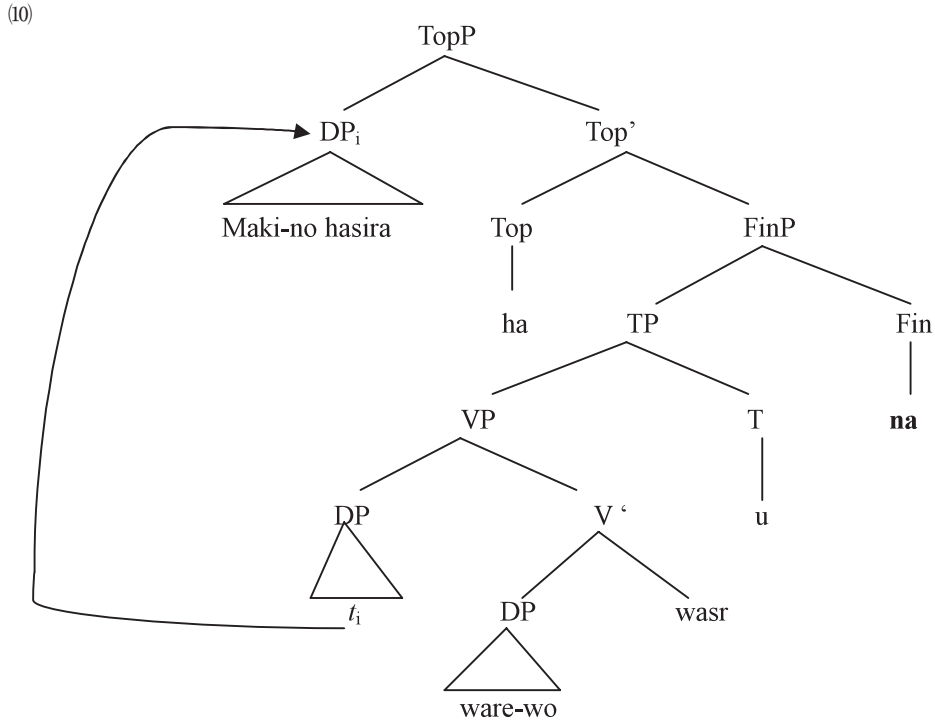 (10)
TopP
DPi Top’
Maki-no hasira Top FinP
ha TP Fin
VP T na
DP V ‘ u
ti DP wasr
ware-wo